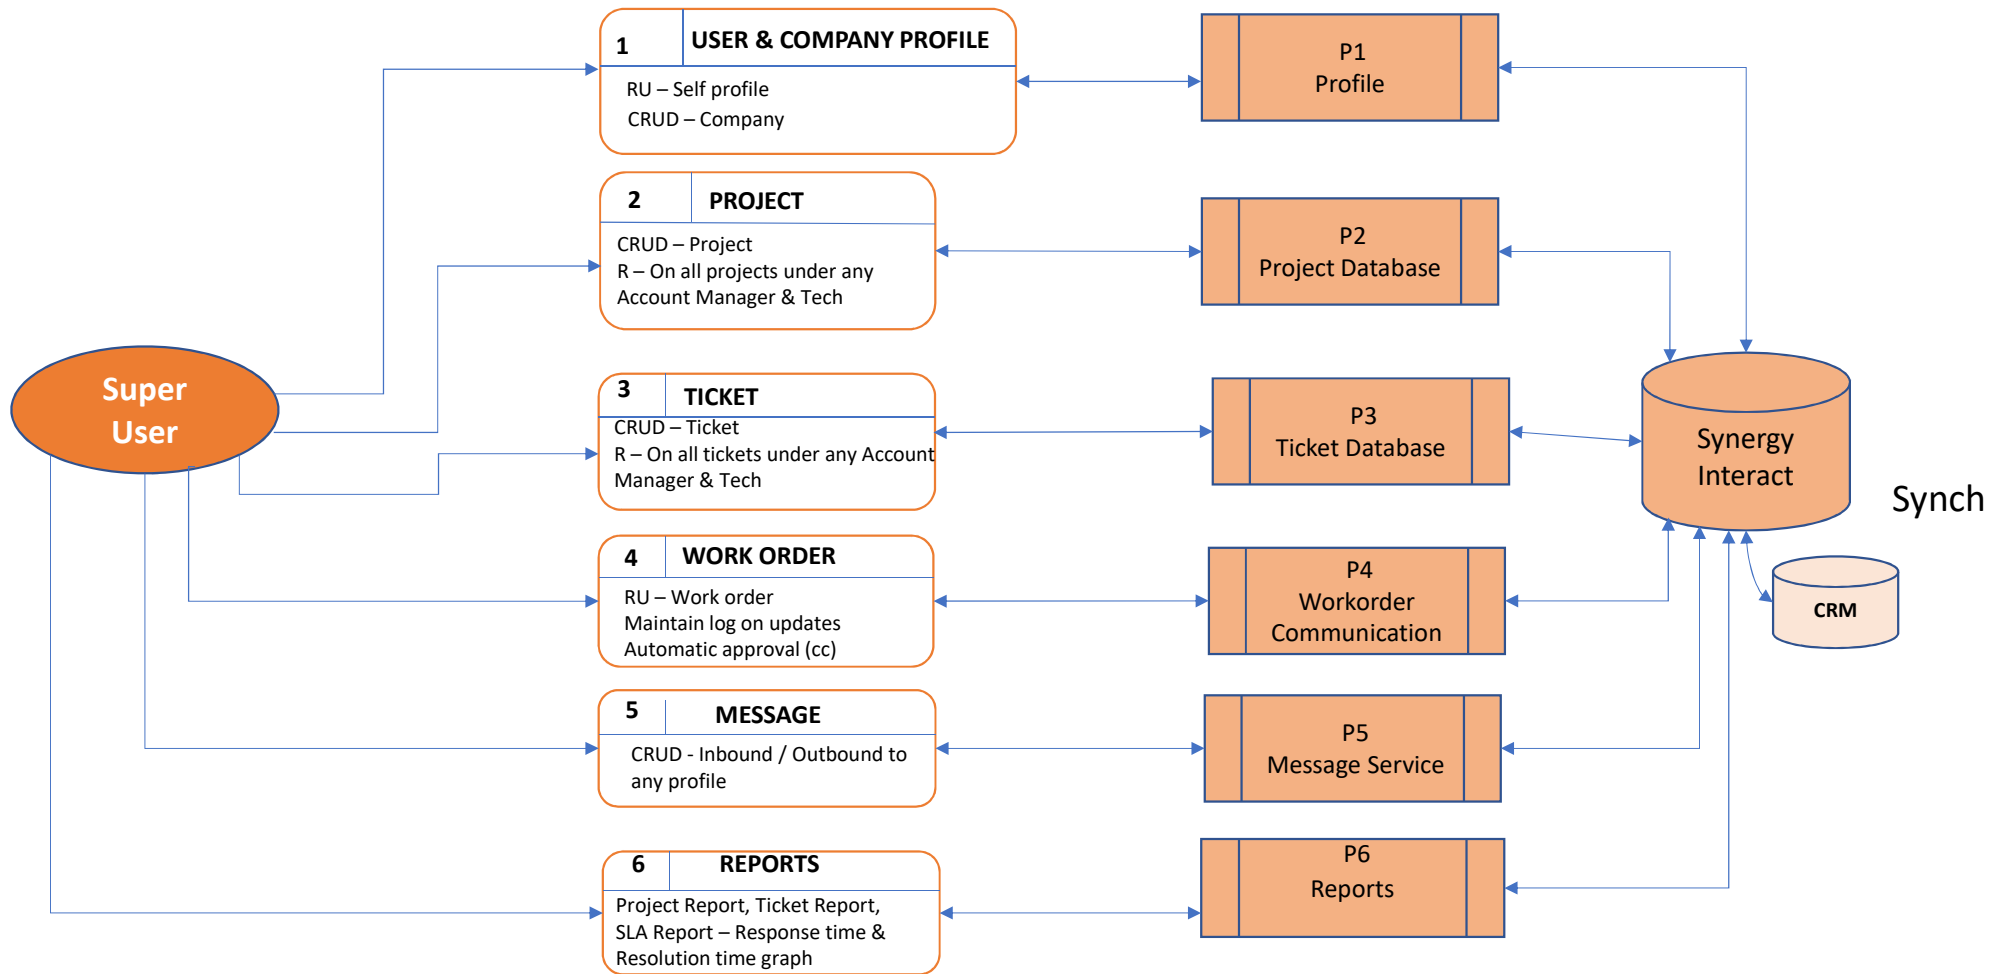 1
USER & COMPANY PROFILE
RU – Self profile
CRUD – Company
P1
Profile
2
PROJECT
CRUD – Project
R – On all projects under any
Account Manager & Tech
P2
Project Database
Super
User
3
TICKET
CRUD – Ticket
R – On all tickets under any Account
Manager & Tech
P3
Ticket Database
Synergy
Interact
Synch
4
WORK ORDER
RU – Work order
Maintain log on updates
Automatic approval (cc)
P4
Workorder
Communication
CRM
5
MESSAGE
CRUD - Inbound / Outbound to
any profile
P5
Message Service
6
REPORTS
Project Report, Ticket Report,
SLA Report – Response time &
Resolution time graph
P6
Reports